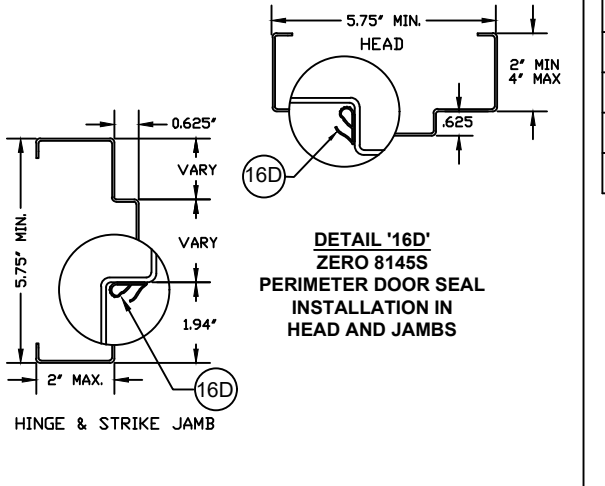 5.75" MIN.
HEAD
2" MIN
4" MAX
.625
16D
0.625"
VARY
VARY
5.75" MIN.
1.94"
2" MAX.
16D
HINGE & STRIKE JAMB
DETAIL '16D'
ZERO 8145S
PERIMETER DOOR SEAL
INSTALLATION IN
HEAD AND JAMBS